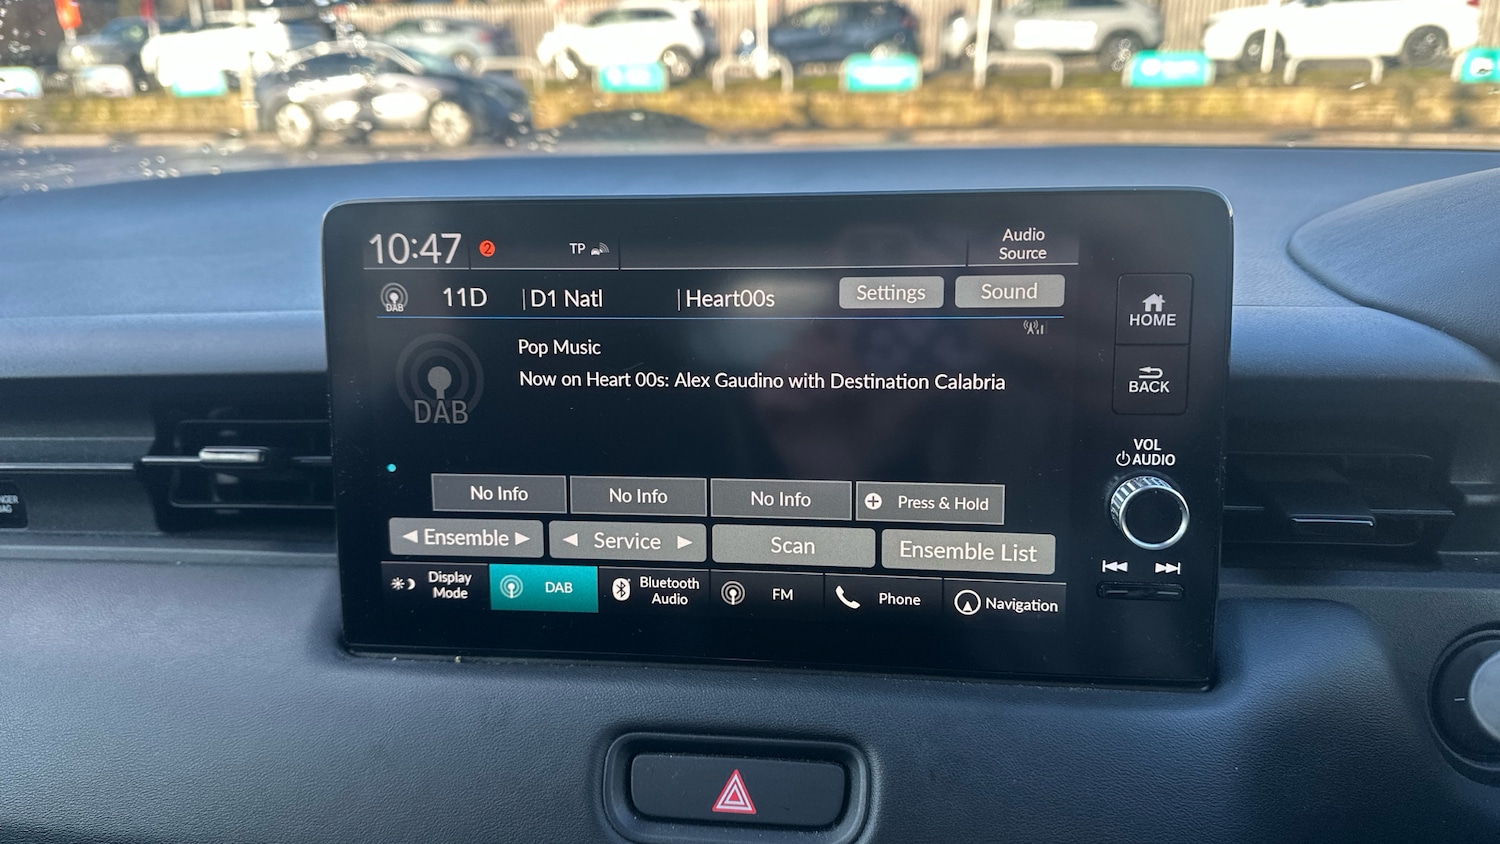 10:47
2
TP
Audio
Source
DAB
11D
D1 Natl
Heart00s
Settings
Sound
HOME
Pop Music
Now on Heart 00s: Alex Gaudino with Destination Calabria
BACK
DAB
VOL
AUDIO
No Info
No Info
No Info
Press & Hold
Ensemble
Service
Scan
Ensemble List
Display
Mode
DAB
Bluetooth
Audio
FM
Phone
Navigation